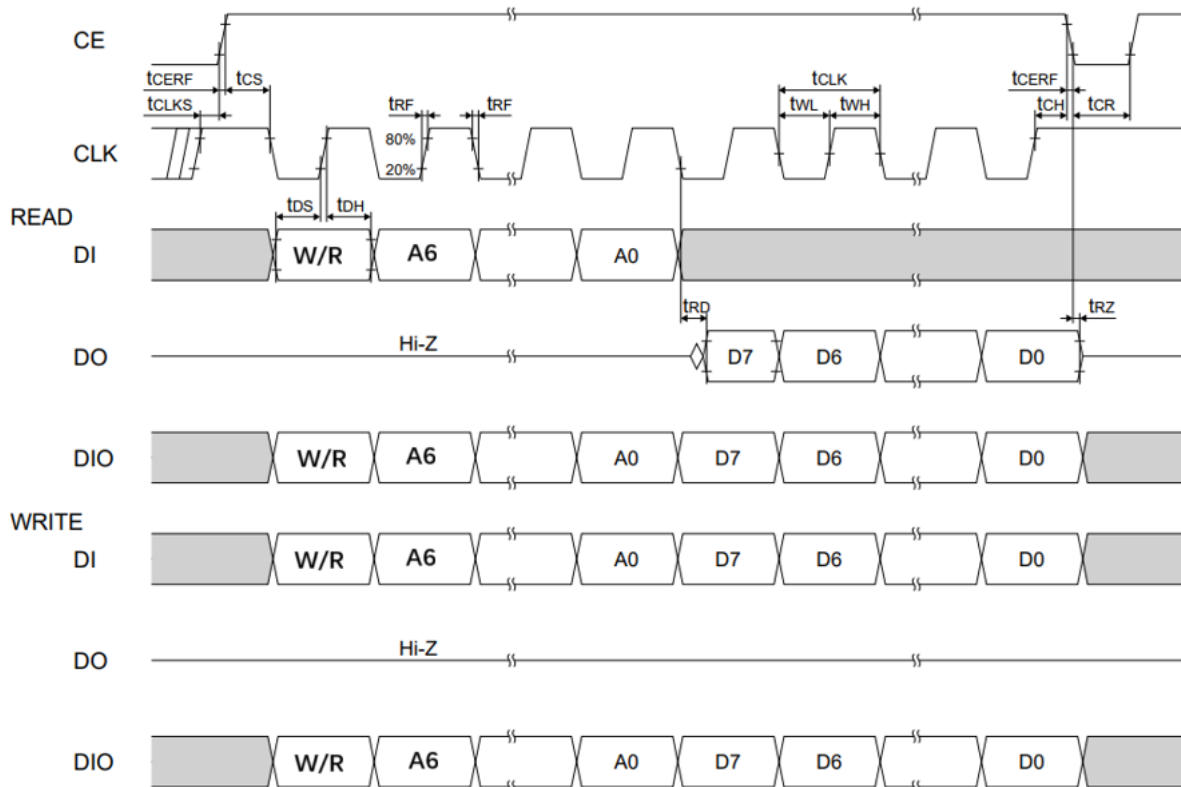 CE
tCERF tCS tCLK tCERF
tCLKS tRF tRF tWL tWH tCH tCR
CLK 80%
20%
tDS tDH
READ
DI W/R A6 A0
tRD tRZ
DO Hi-Z D7 D6 D0
DIO W/R A6 A0 D7 D6 D0
WRITE
DI W/R A6 A0 D7 D6 D0
DO Hi-Z
DIO W/R A6 A0 D7 D6 D0